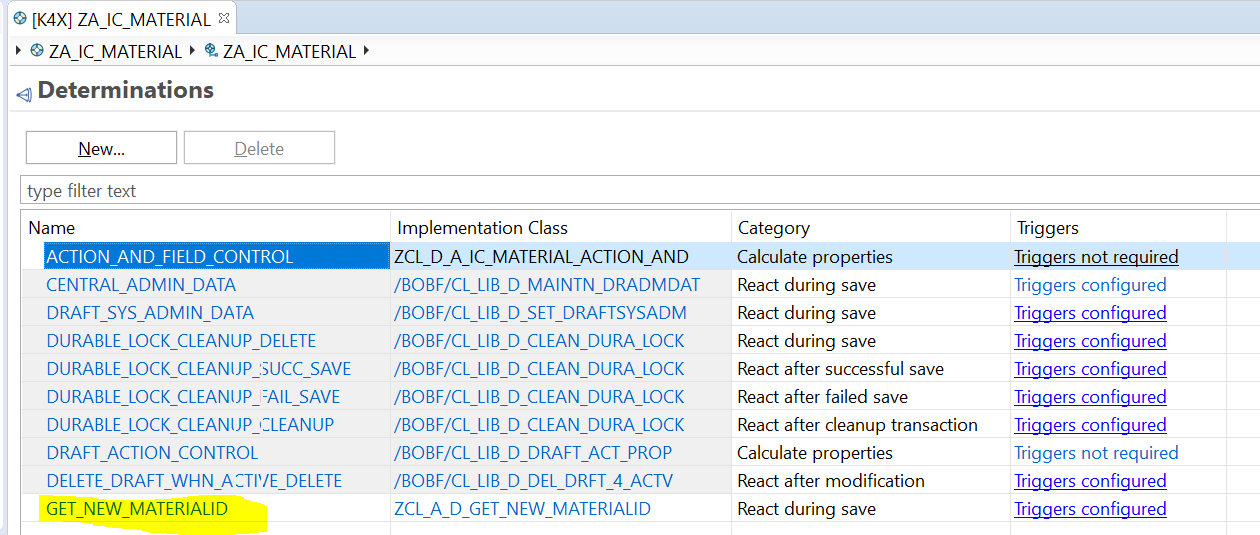 [K4X] ZA_IC_MATERIAL
ZA_IC_MATERIAL ZA_IC_MATERIAL
Determinations
New... Delete
type filter text
Name Implementation Class Category Triggers
ACTION_AND_FIELD_CONTROL ZCL_D_A_IC_MATERIAL_ACTION_AND Calculate properties Triggers not required
CENTRAL_ADMIN_DATA /BOBF/CL_LIB_D_MAINTN_DRADMDAT React during save Triggers configured
DRAFT_SYS_ADMIN_DATA /BOBF/CL_LIB_D_SET_DRAFTSYSADM React during save Triggers configured
DURABLE_LOCK_CLEANUP_DELETE /BOBF/CL_LIB_D_CLEAN_DURA_LOCK React during save Triggers configured
DURABLE_LOCK_CLEANUP_SUCC_SAVE /BOBF/CL_LIB_D_CLEAN_DURA_LOCK React after successful save Triggers configured
DURABLE_LOCK_CLEANUP_FAIL_SAVE /BOBF/CL_LIB_D_CLEAN_DURA_LOCK React after failed save Triggers configured
DURABLE_LOCK_CLEANUP_CLEANUP /BOBF/CL_LIB_D_CLEAN_DURA_LOCK React after cleanup transaction Triggers configured
DRAFT_ACTION_CONTROL /BOBF/CL_LIB_D_DRAFT_ACT_PROP Calculate properties Triggers not required
DELETE_DRAFT_WHN_ACTIVE_DELETE /BOBF/CL_LIB_D_DEL_DRFT_4_ACTV React after modification Triggers configured
GET_NEW_MATERIALID ZCL_A_D_GET_NEW_MATERIALID React during save Triggers configured